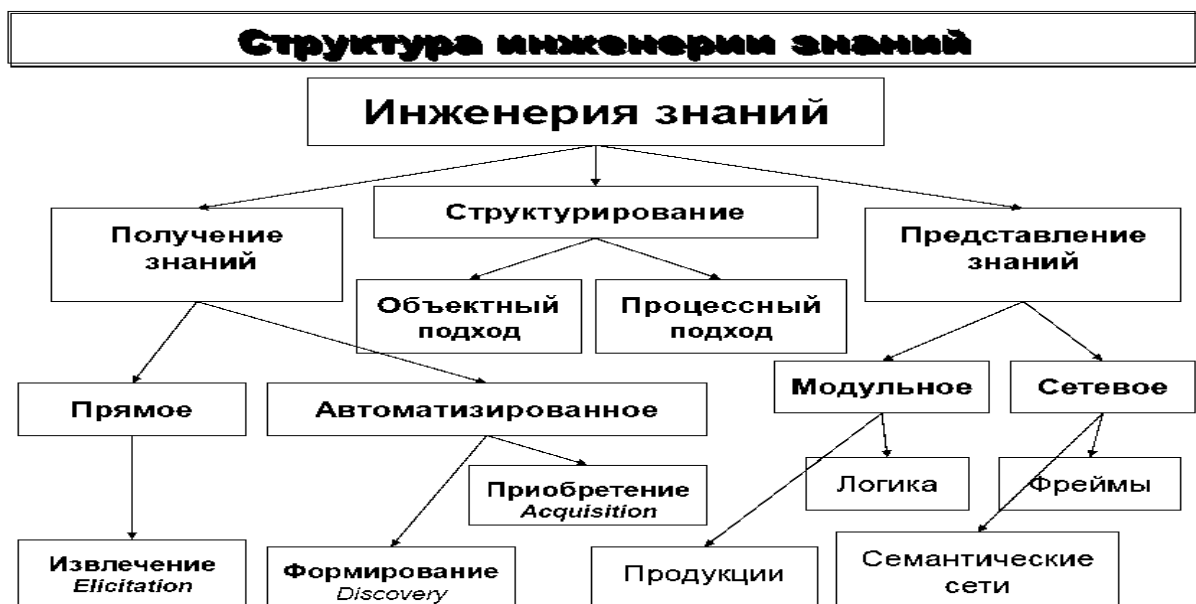 Структура инженерии знаний
Инженерия знаний
Получение
знаний
Структурирование
Представление
знаний
Объектный
подход
Процессный
подход
Прямое
Автоматизированное
Модульное
Сетевое
Приобретение
Acquisition
Логика
Фреймы
Извлечение
Elicitation
Формирование
Discovery
Продукции
Семантические
сети